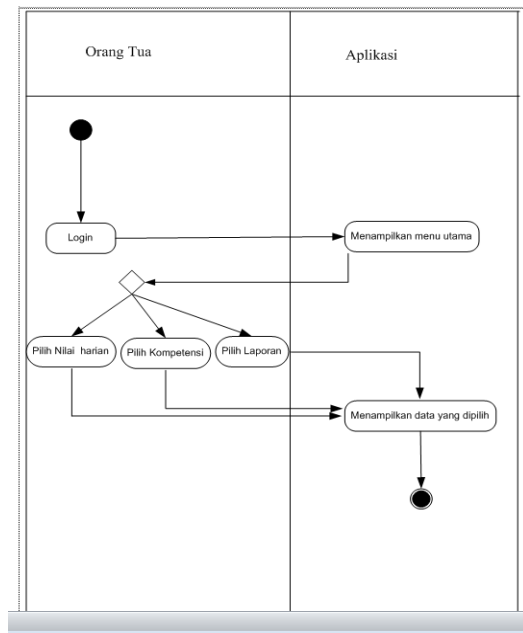 Orang Tua
Aplikasi
Login
Menampilkan menu utama
Pilih Nilai harian
Pilih Kompetensi
Pilih Laporan
Menampilkan data yang dipilih